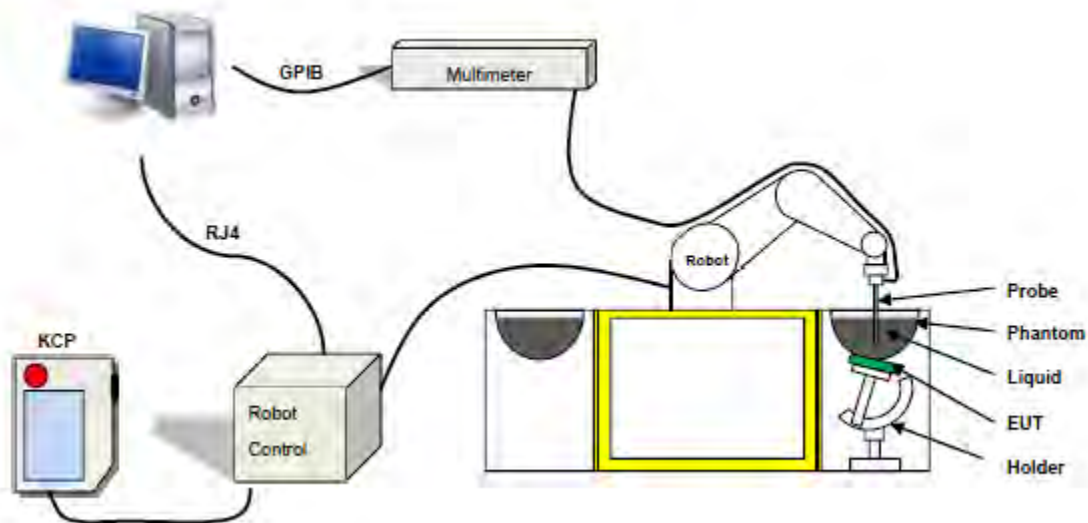 GPIB
Multimeter
RJ4
Robot
KCP
Robot
Control
Probe
Phantom
Liquid
EUT
Holder